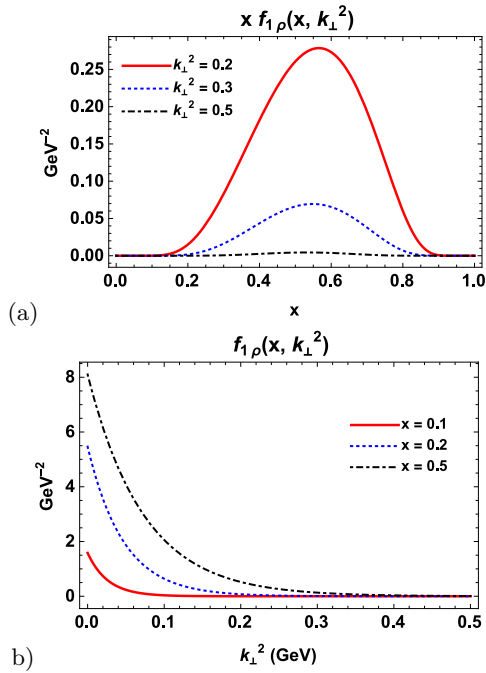 x f₁ρ(x, k⊥²)
k⊥² = 0.2
k⊥² = 0.3
k⊥² = 0.5
GeV⁻²
0.25
0.20
0.15
0.10
0.05
0.00
0.0 0.2 0.4 0.6 0.8 1.0
x
(a)
f₁ρ(x, k⊥²)
x = 0.1
x = 0.2
x = 0.5
GeV⁻²
8
6
4
2
0
0.0 0.1 0.2 0.3 0.4 0.5
k⊥² (GeV)
b)